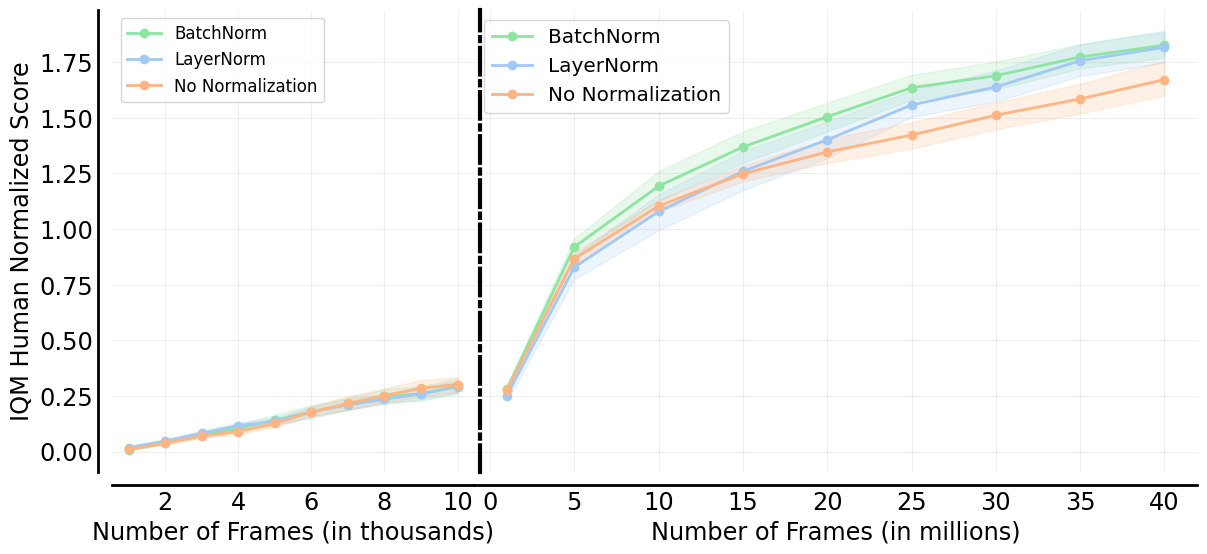 BatchNorm
LayerNorm
No Normalization
BatchNorm
LayerNorm
No Normalization
IQM Human Normalized Score
1.75
1.50
1.25
1.00
0.75
0.50
0.25
0.00
2 4 6 8 10
0 5 10 15 20 25 30 35 40
Number of Frames (in thousands)
Number of Frames (in millions)